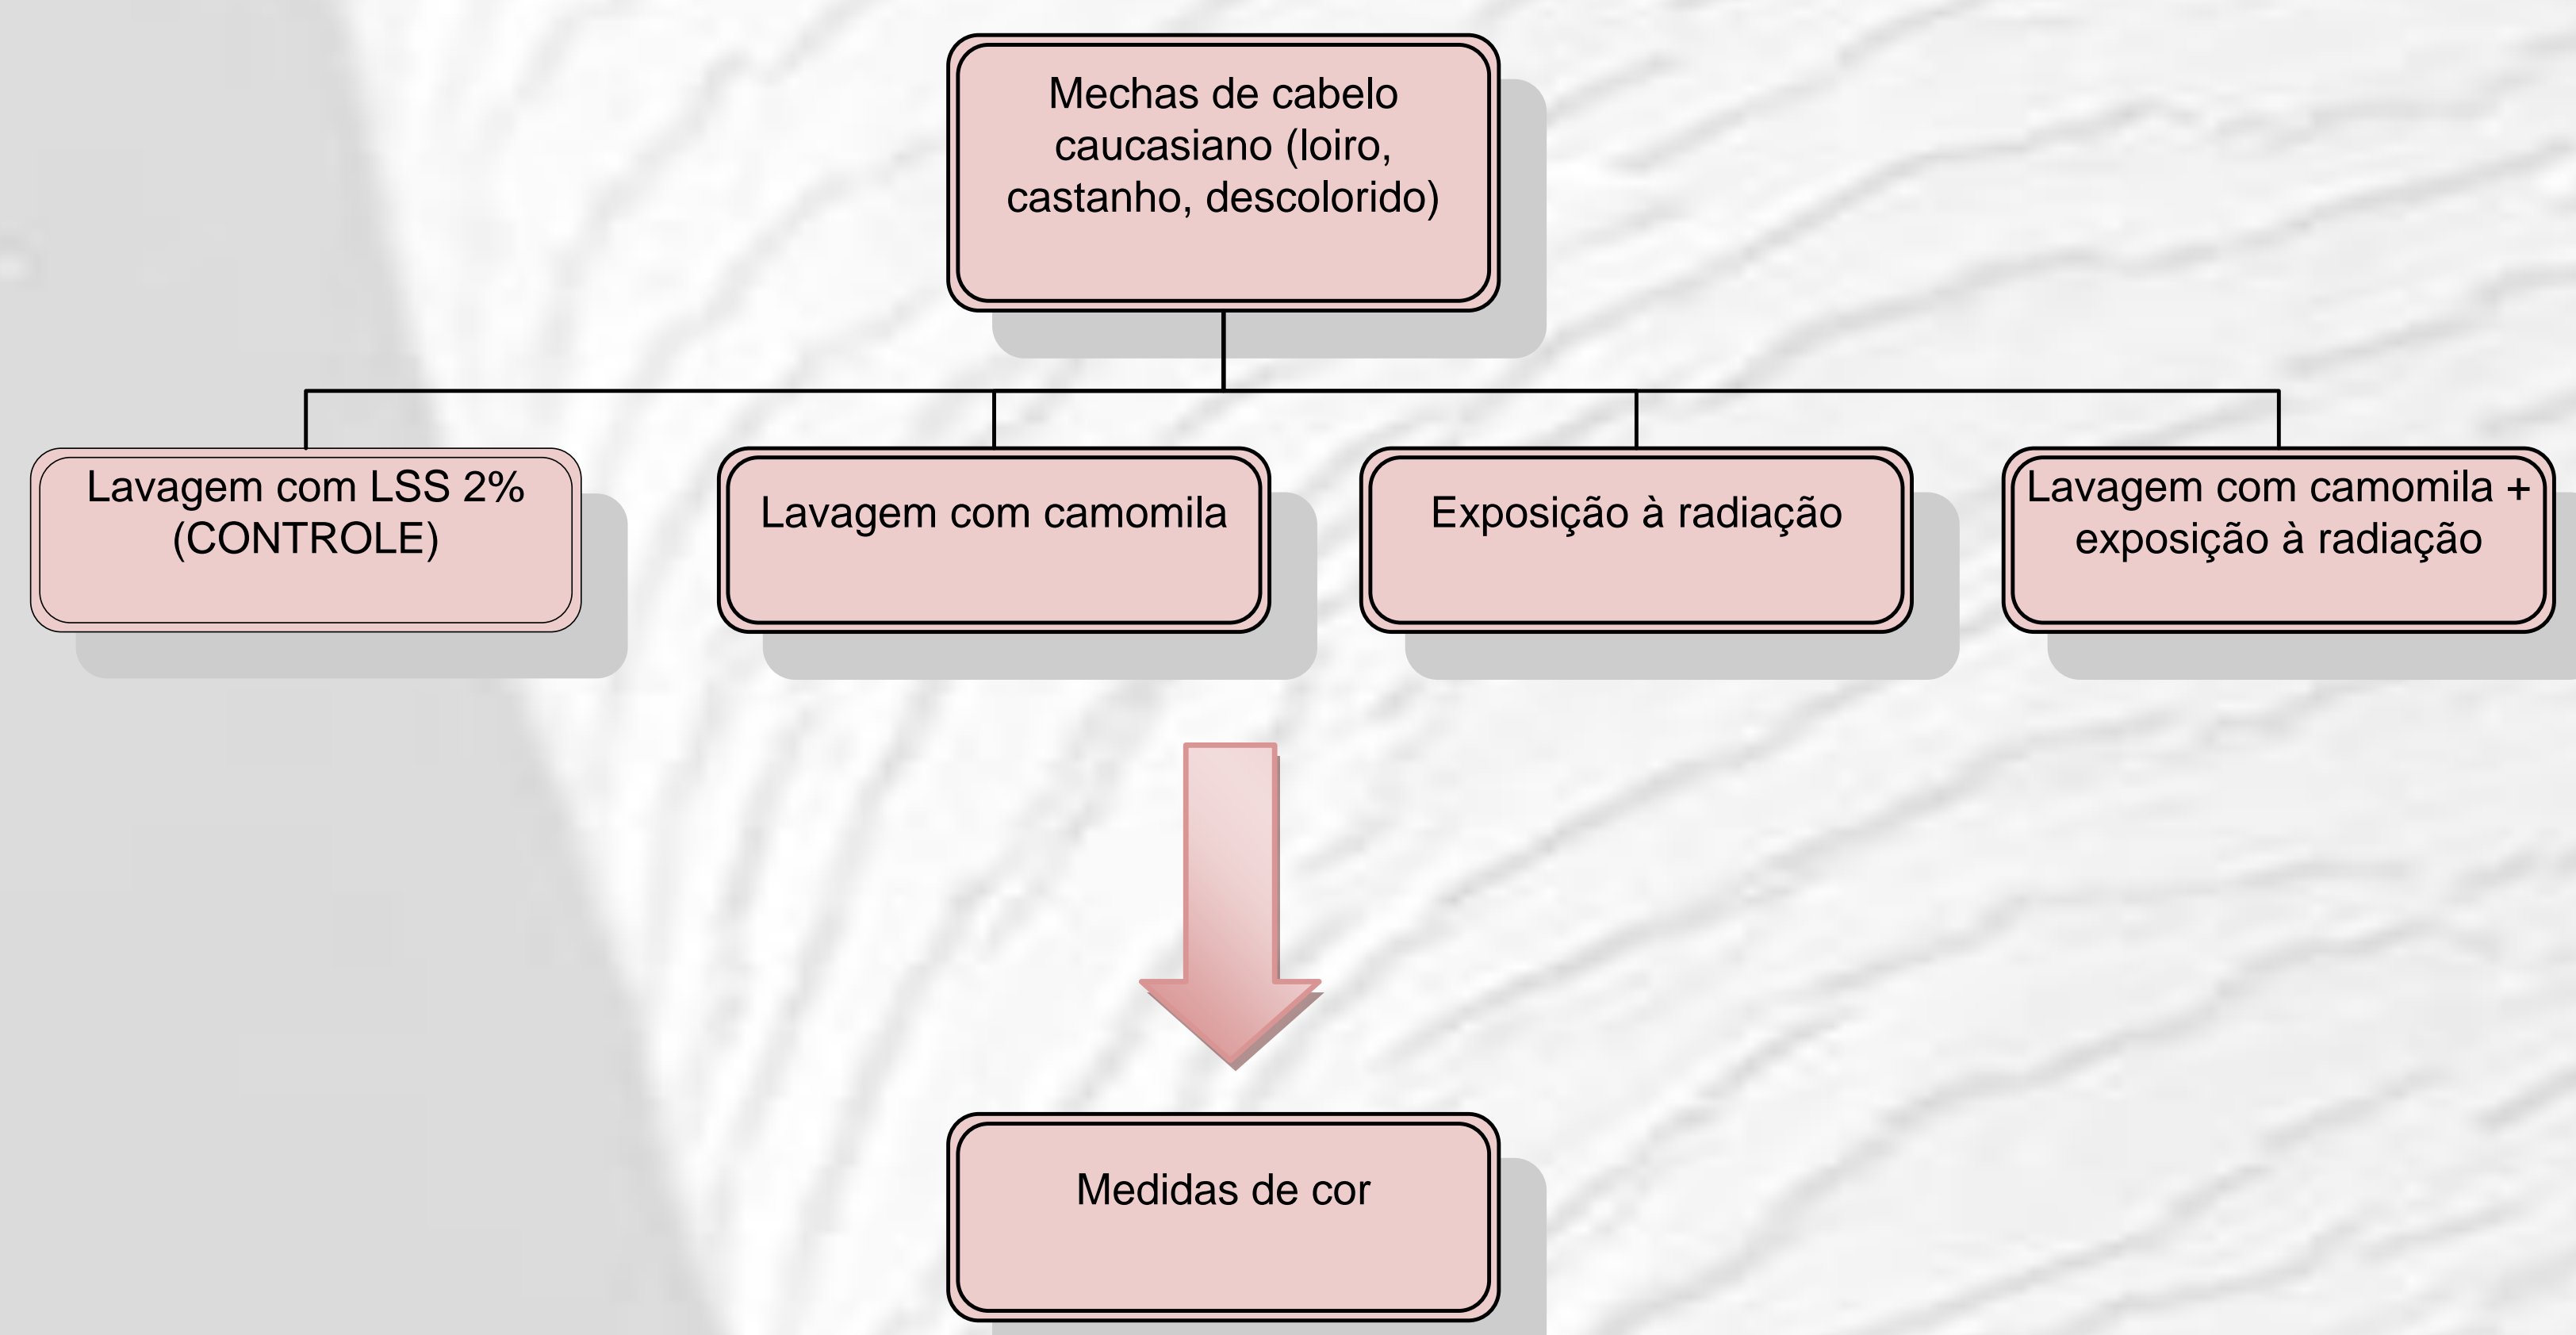 Mechas de cabelo
caucasiano (loiro,
castanho, descolorido)
Lavagem com LSS 2%
(CONTROLE)
Lavagem com camomila
Exposição à radiação
Lavagem com camomila +
exposição à radiação
Medidas de cor